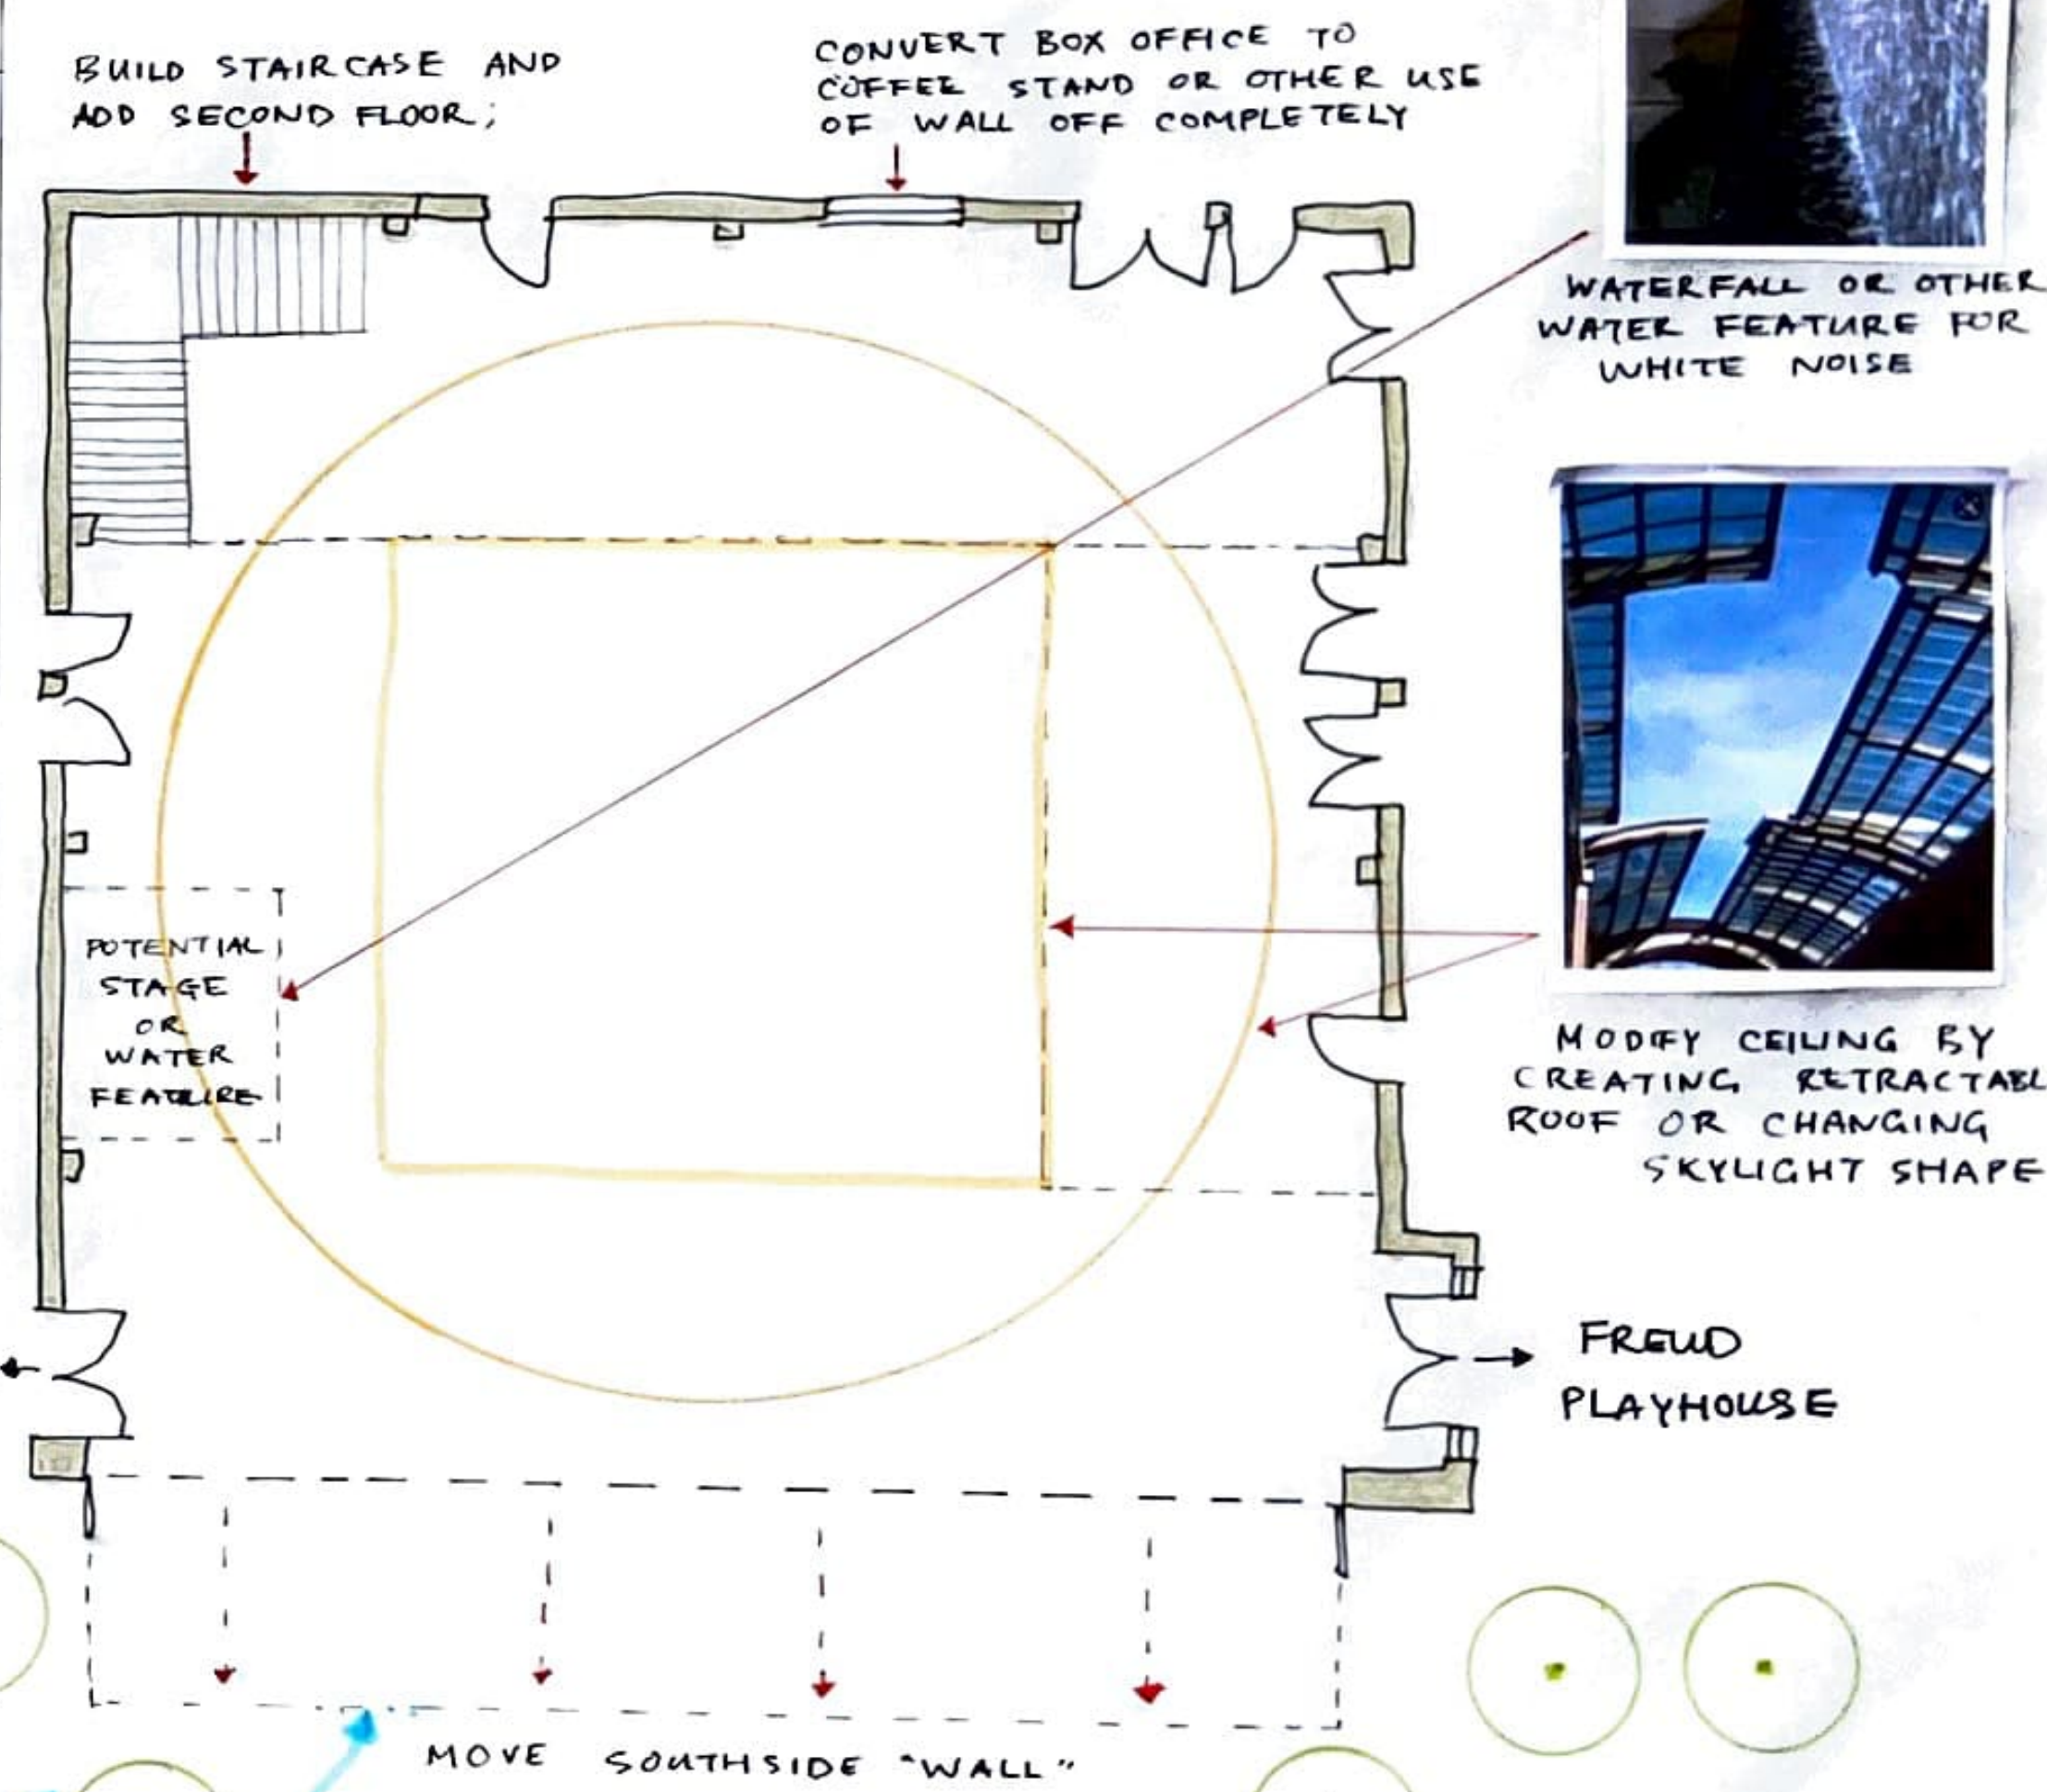 BUILD STAIRCASE AND
ADD SECOND FLOOR;
CONVERT BOX OFFICE TO
COFFEE STAND OR OTHER USE
OF WALL OFF COMPLETELY
WATERFALL OR OTHER
WATER FEATURE FOR
WHITE NOISE
POTENTIAL
STAGE
OR
WATER
FEATURE
MODIFY CEILING BY
CREATING RETRACTABL
ROOF OR CHANGING
SKYLIGHT SHAPE
FREUD
PLAYHOUSE
MOVE SOUTHSIDE "WALL"